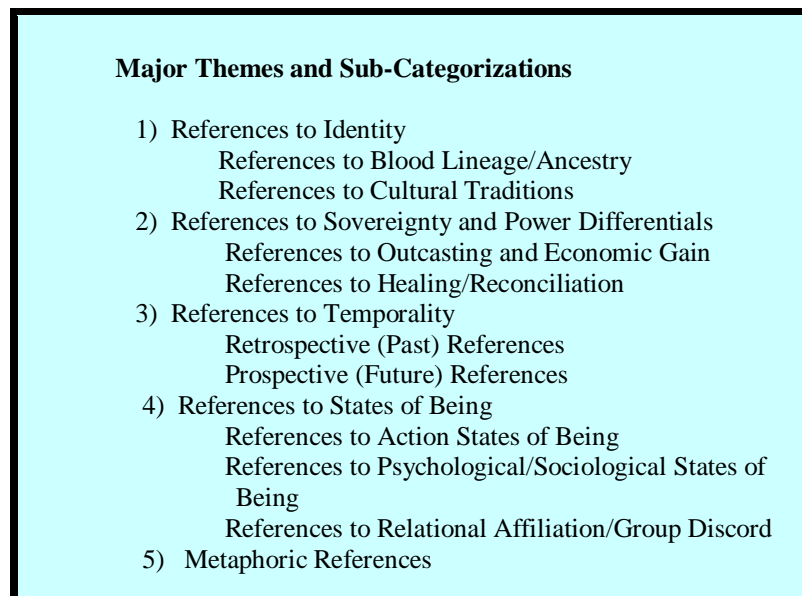 Major Themes and Sub-Categorizations
1) References to Identity
References to Blood Lineage/Ancestry
References to Cultural Traditions
2) References to Sovereignty and Power Differentials
References to Outcasting and Economic Gain
References to Healing/Reconciliation
3) References to Temporality
Retrospective (Past) References
Prospective (Future) References
4) References to States of Being
References to Action States of Being
References to Psychological/Sociological States of
Being
References to Relational Affiliation/Group Discord
5) Metaphoric References